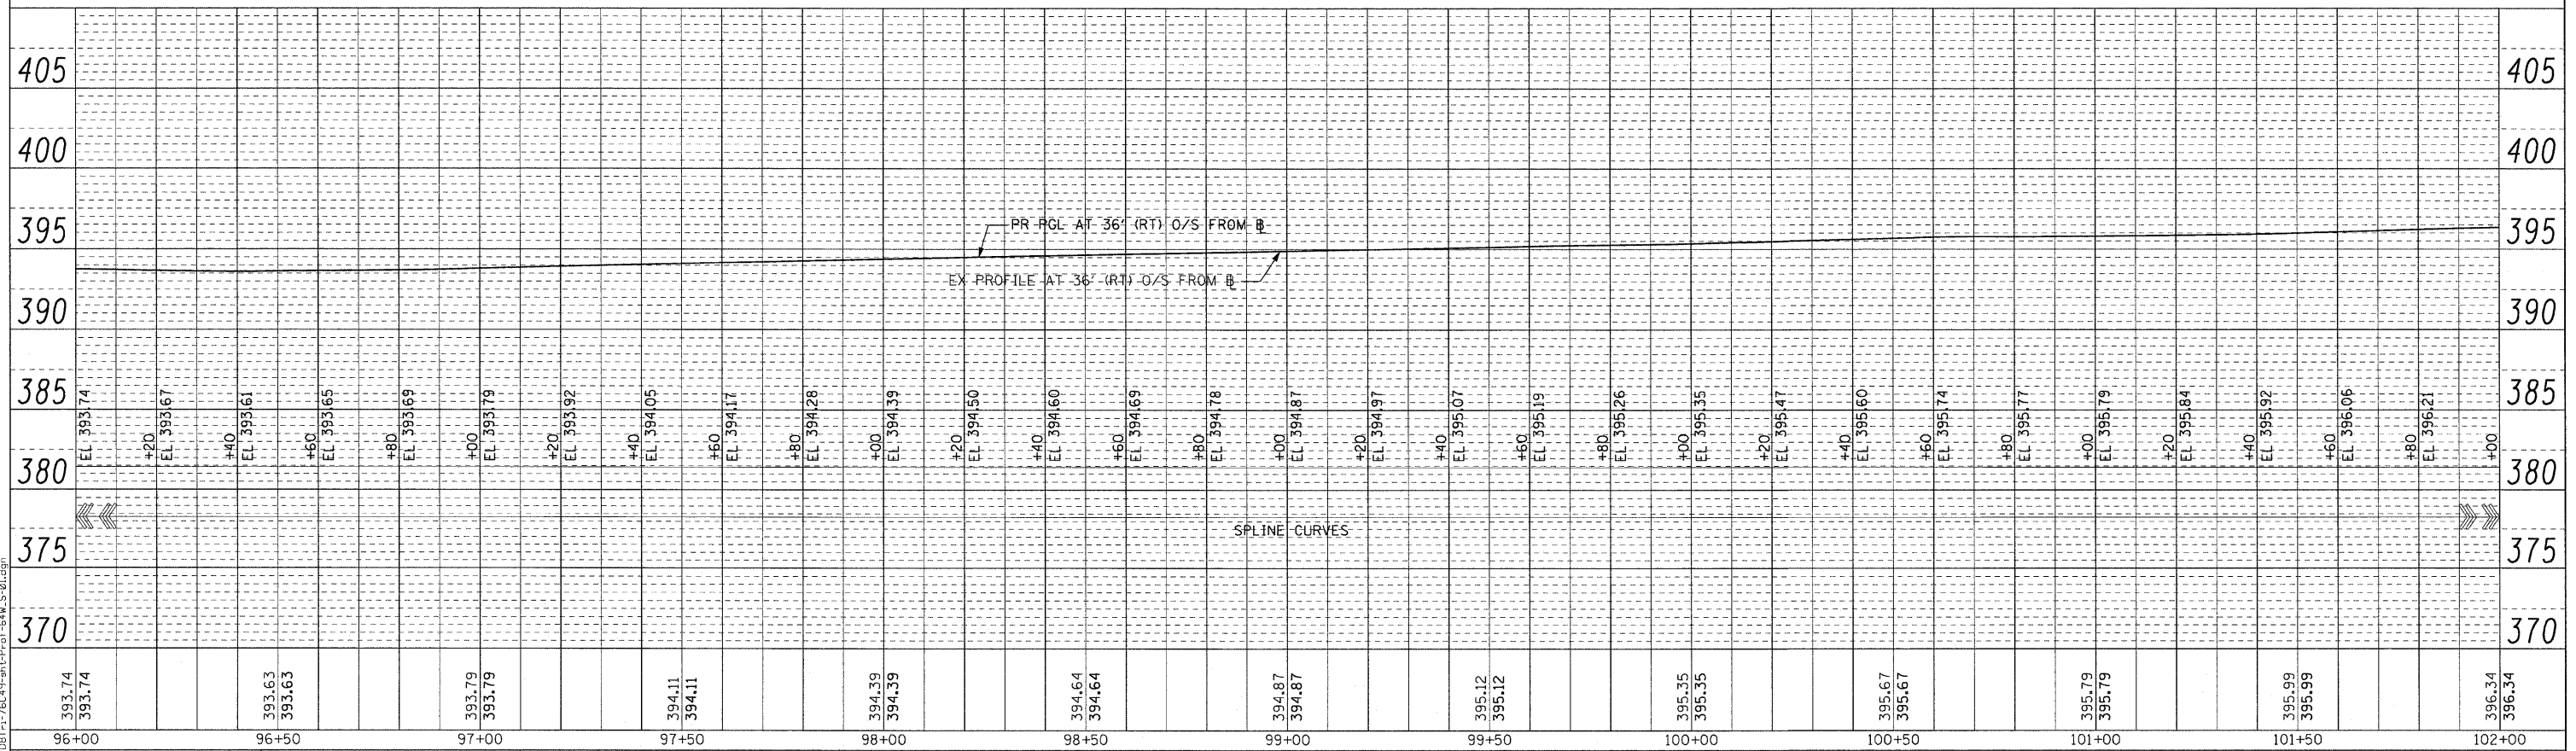 405 405
400 400
395 395
PR PGL AT 36' (RT) O/S FROM B
EX PROFILE AT 36' (RT) O/S FROM B
390 390
385 385
EL 393.74
+20 EL 393.67
+40 EL 393.61
+60 EL 393.65
+80 EL 393.69
+00 EL 393.79
+20 EL 393.92
+40 EL 394.05
+60 EL 394.17
+80 EL 394.28
+00 EL 394.39
+20 EL 394.50
+40 EL 394.60
+60 EL 394.69
+80 EL 394.78
+00 EL 394.87
+20 EL 394.97
+40 EL 395.07
+60 EL 395.19
+80 EL 395.26
+00 EL 395.35
+20 EL 395.47
+40 EL 395.60
+60 EL 395.74
+80 EL 395.77
+00 EL 395.79
+20 EL 395.84
+40 EL 395.92
+60 EL 396.06
+80 EL 396.21
+00
380 380
SPLINE CURVES
375 375
370 370
393.74
393.74
393.63
393.63
393.79
393.79
394.11
394.11
394.39
394.39
394.64
394.64
394.87
394.87
395.12
395.12
395.35
395.35
395.67
395.67
395.79
395.79
395.99
395.99
396.34
396.34
96+00 96+50 97+00 97+50 98+00 98+50 99+00 99+50 100+00 100+50 101+00 101+50 102+00